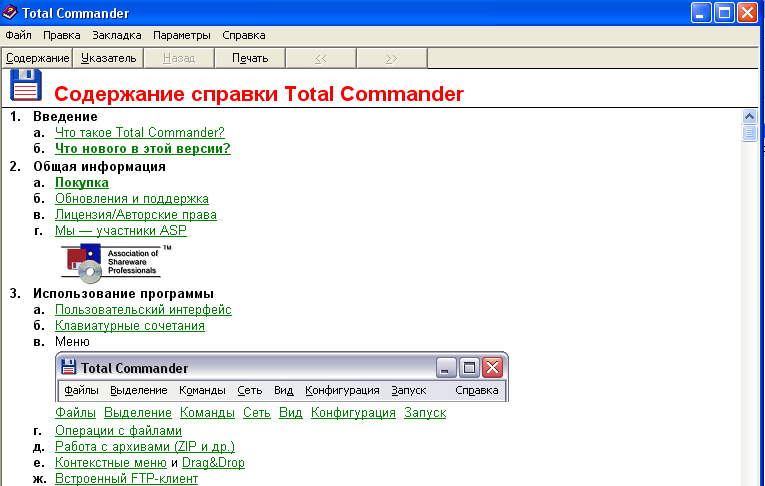 Total Commander
Файл Правка Закладка Параметры Справка
Содержание Указатель Назад Печать << >>
Содержание справки Total Commander
1. Введение
а. Что такое Total Commander?
б. Что нового в этой версии?
2. Общая информация
а. Покупка
б. Обновления и поддержка
в. Лицензия/Авторские права
г. Мы — участники ASP
Association of TM
Shareware
Professionals
3. Использование программы
а. Пользовательский интерфейс
б. Клавиатурные сочетания
в. Меню
Total Commander
Файлы Выделение Команды Сеть Вид Конфигурация Запуск Справка
Файлы Выделение Команды Сеть Вид Конфигурация Запуск
г. Операции с файлами
д. Работа с архивами (ZIP и др.)
е. Контекстные меню и Drag&Drop
ж. Встроенный FTP-клиент